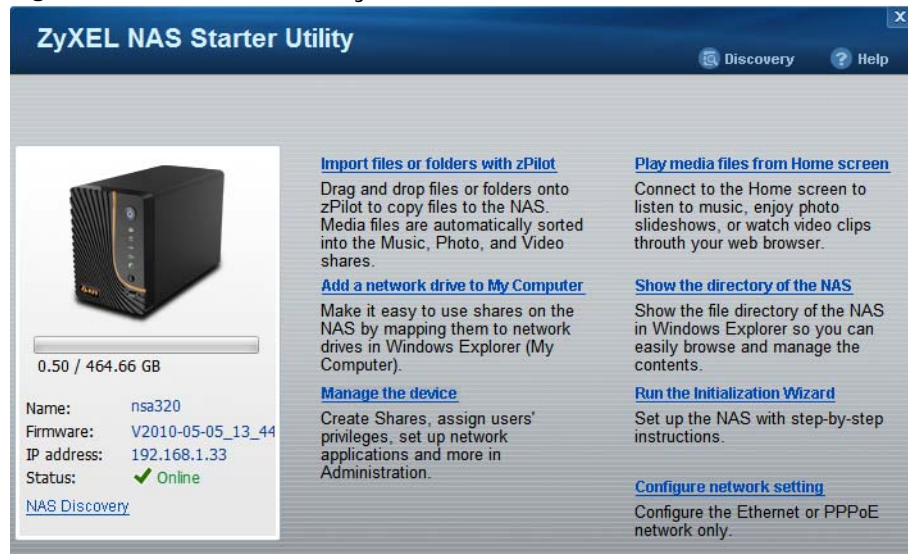 ZyXEL NAS Starter Utility
X
Discovery
Help
0.50 / 464.66 GB
Name: nsa320
Firmware: V2010-05-05_13_44
IP address: 192.168.1.33
Status: Online
NAS Discovery
Import files or folders with zPilot
Drag and drop files or folders onto
zPilot to copy files to the NAS.
Media files are automatically sorted
into the Music, Photo, and Video
shares.
Add a network drive to My Computer
Make it easy to use shares on the
NAS by mapping them to network
drives in Windows Explorer (My
Computer).
Manage the device
Create Shares, assign users'
privileges, set up network
applications and more in
Administration.
Play media files from Home screen
Connect to the Home screen to
listen to music, enjoy photo
slideshows, or watch video clips
throuth your web browser.
Show the directory of the NAS
Show the file directory of the NAS
in Windows Explorer so you can
easily browse and manage the
contents.
Run the Initialization Wizard
Set up the NAS with step-by-step
instructions.
Configure network setting
Configure the Ethernet or PPPoE
network only.